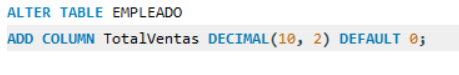 ALTER TABLE EMPLEADO
ADD COLUMN TotalVentas DECIMAL(10, 2) DEFAULT 0;